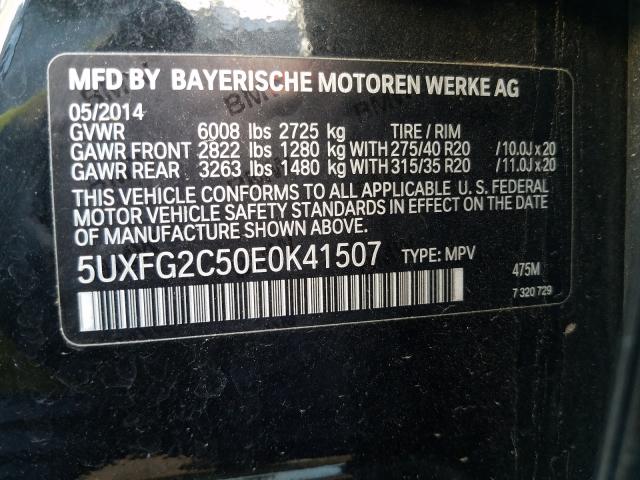 MFD BY BAYERISCHE MOTOREN WERKE AG
05/2014
GVWR 6008 lbs 2725 kg TIRE / RIM
GAWR FRONT 2822 lbs 1280 kg WITH 275/40 R20 /10.0J x 20
GAWR REAR 3263 lbs 1480 kg WITH 315/35 R20 /11.0J x 20
THIS VEHICLE CONFORMS TO ALL APPLICABLE U. S. FEDERAL
MOTOR VEHICLE SAFETY STANDARDS IN EFFECT ON THE DATE
OF MANUFACTURE SHOWN ABOVE.
5UXFG2C50E0K41507 TYPE: MPV 475M
7 320 729